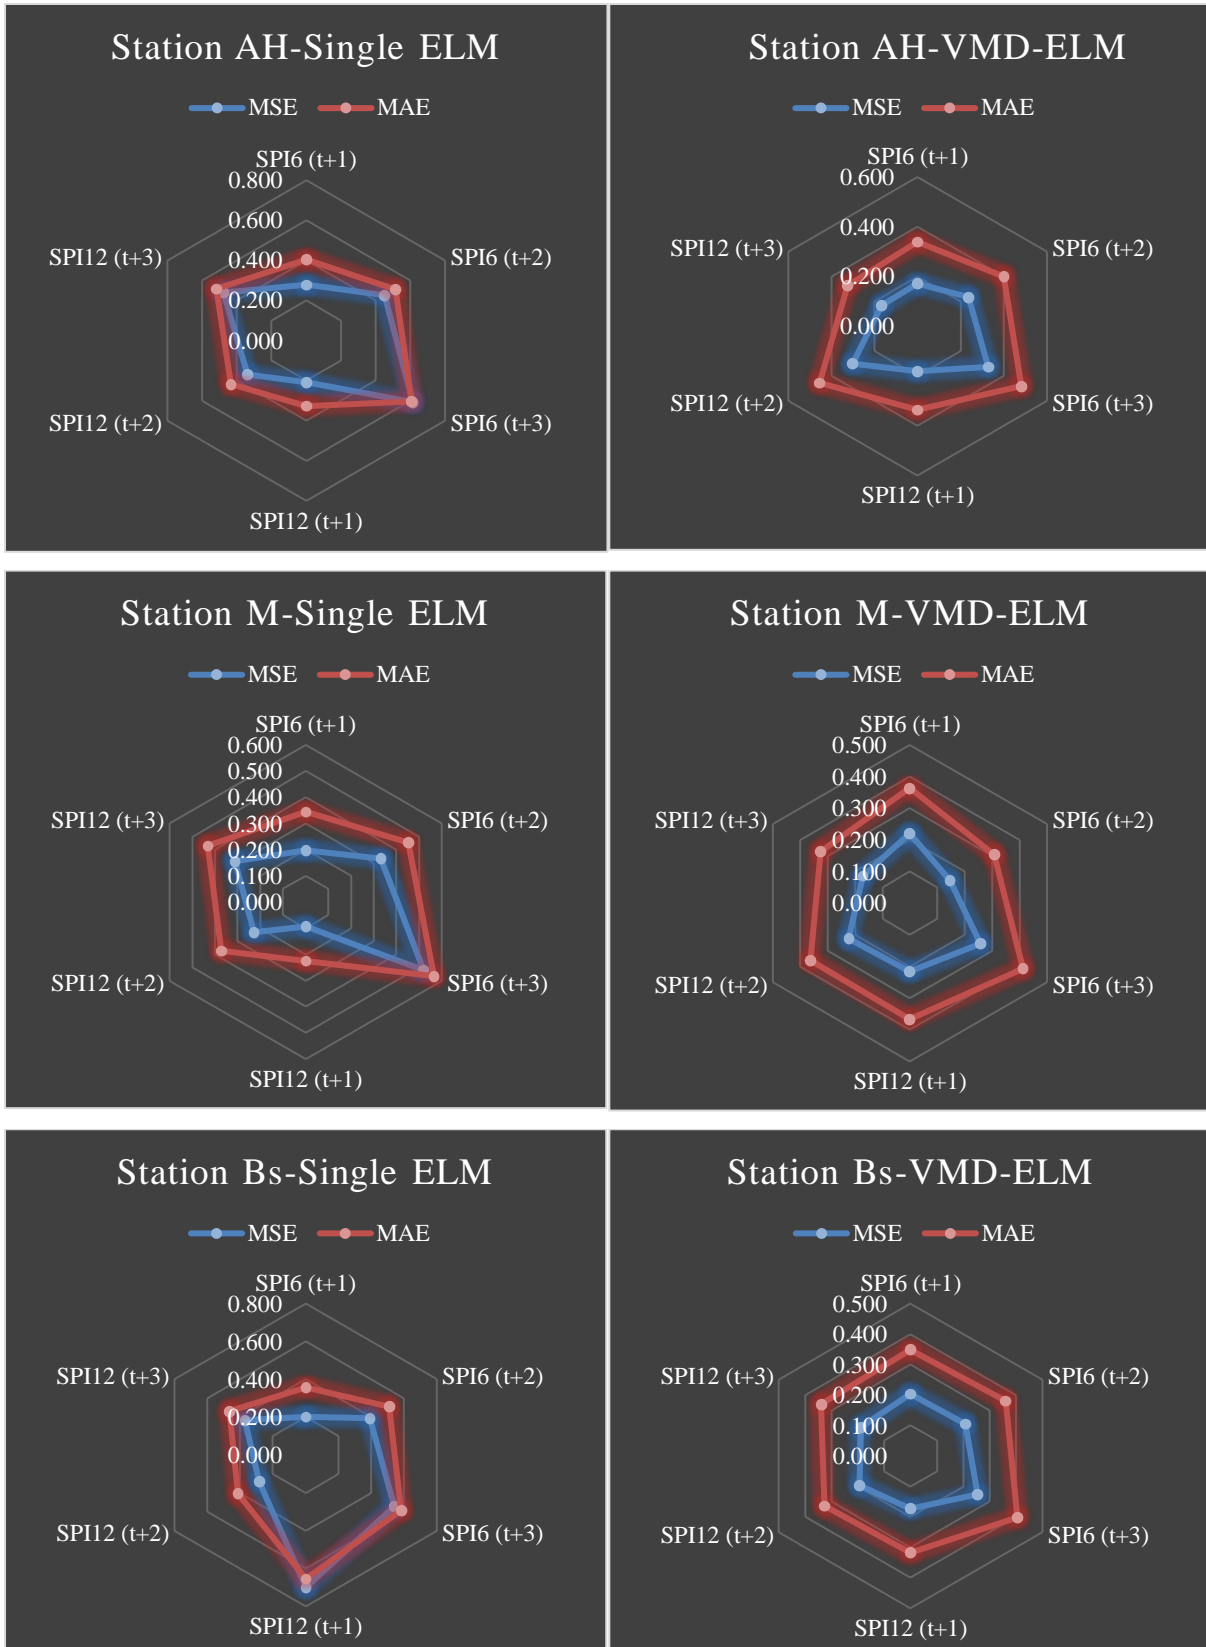 Station AH-Single ELM
MSE MAE
SPI6 (t+1)
0.800
0.600
0.400
0.200
0.000
SPI6 (t+2)
SPI6 (t+3)
SPI12 (t+1)
SPI12 (t+2)
SPI12 (t+3)
Station AH-VMD-ELM
MSE MAE
SPI6 (t+1)
0.600
0.400
0.200
0.000
SPI6 (t+2)
SPI6 (t+3)
SPI12 (t+1)
SPI12 (t+2)
SPI12 (t+3)
Station M-Single ELM
MSE MAE
SPI6 (t+1)
0.600
0.500
0.400
0.300
0.200
0.100
0.000
SPI6 (t+2)
SPI6 (t+3)
SPI12 (t+1)
SPI12 (t+2)
SPI12 (t+3)
Station M-VMD-ELM
MSE MAE
SPI6 (t+1)
0.500
0.400
0.300
0.200
0.100
0.000
SPI6 (t+2)
SPI6 (t+3)
SPI12 (t+1)
SPI12 (t+2)
SPI12 (t+3)
Station Bs-Single ELM
MSE MAE
SPI6 (t+1)
0.800
0.600
0.400
0.200
0.000
SPI6 (t+2)
SPI6 (t+3)
SPI12 (t+1)
SPI12 (t+2)
SPI12 (t+3)
Station Bs-VMD-ELM
MSE MAE
SPI6 (t+1)
0.500
0.400
0.300
0.200
0.100
0.000
SPI6 (t+2)
SPI6 (t+3)
SPI12 (t+1)
SPI12 (t+2)
SPI12 (t+3)